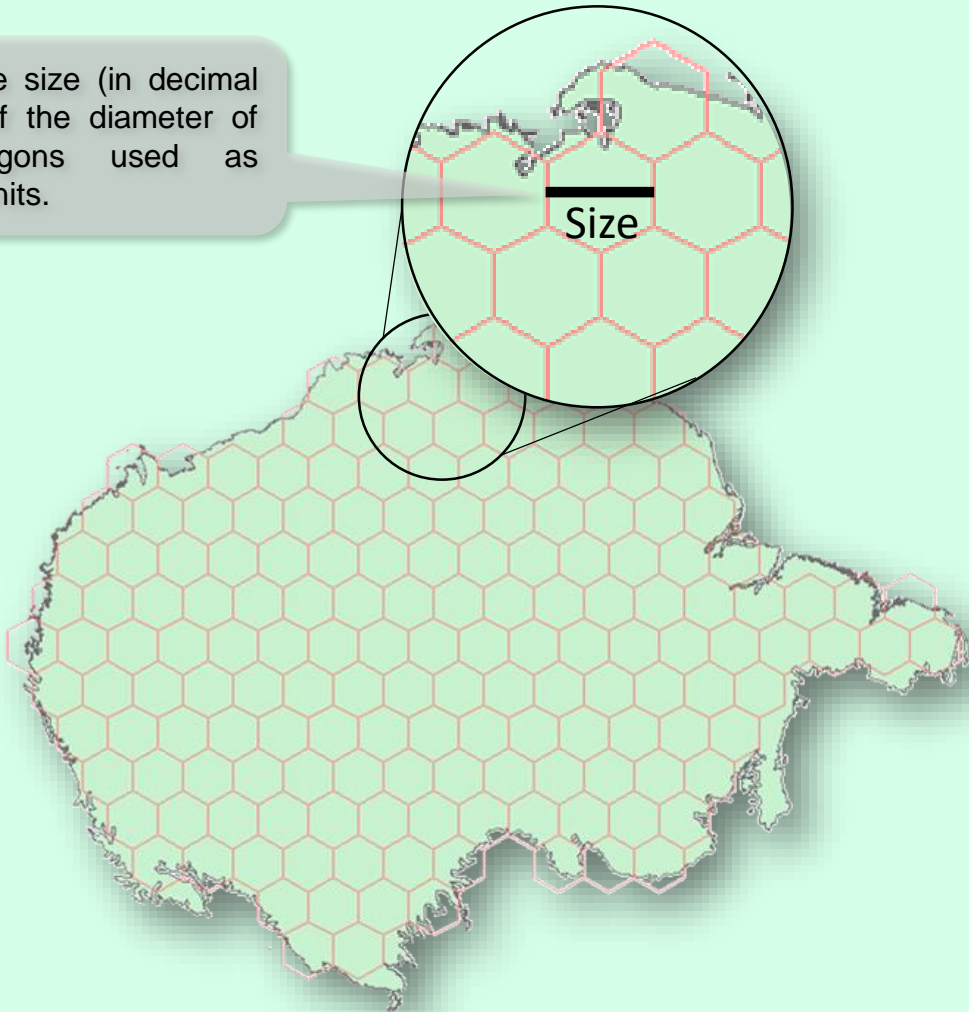 e size (in decimal
f the diameter of
gons used as
nits.
Size